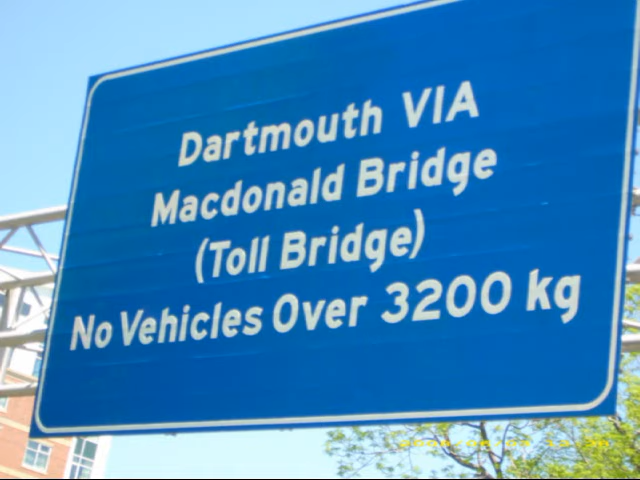 Dartmouth VIA
Macdonald Bridge
(Toll Bridge)
No Vehicles Over 3200 kg